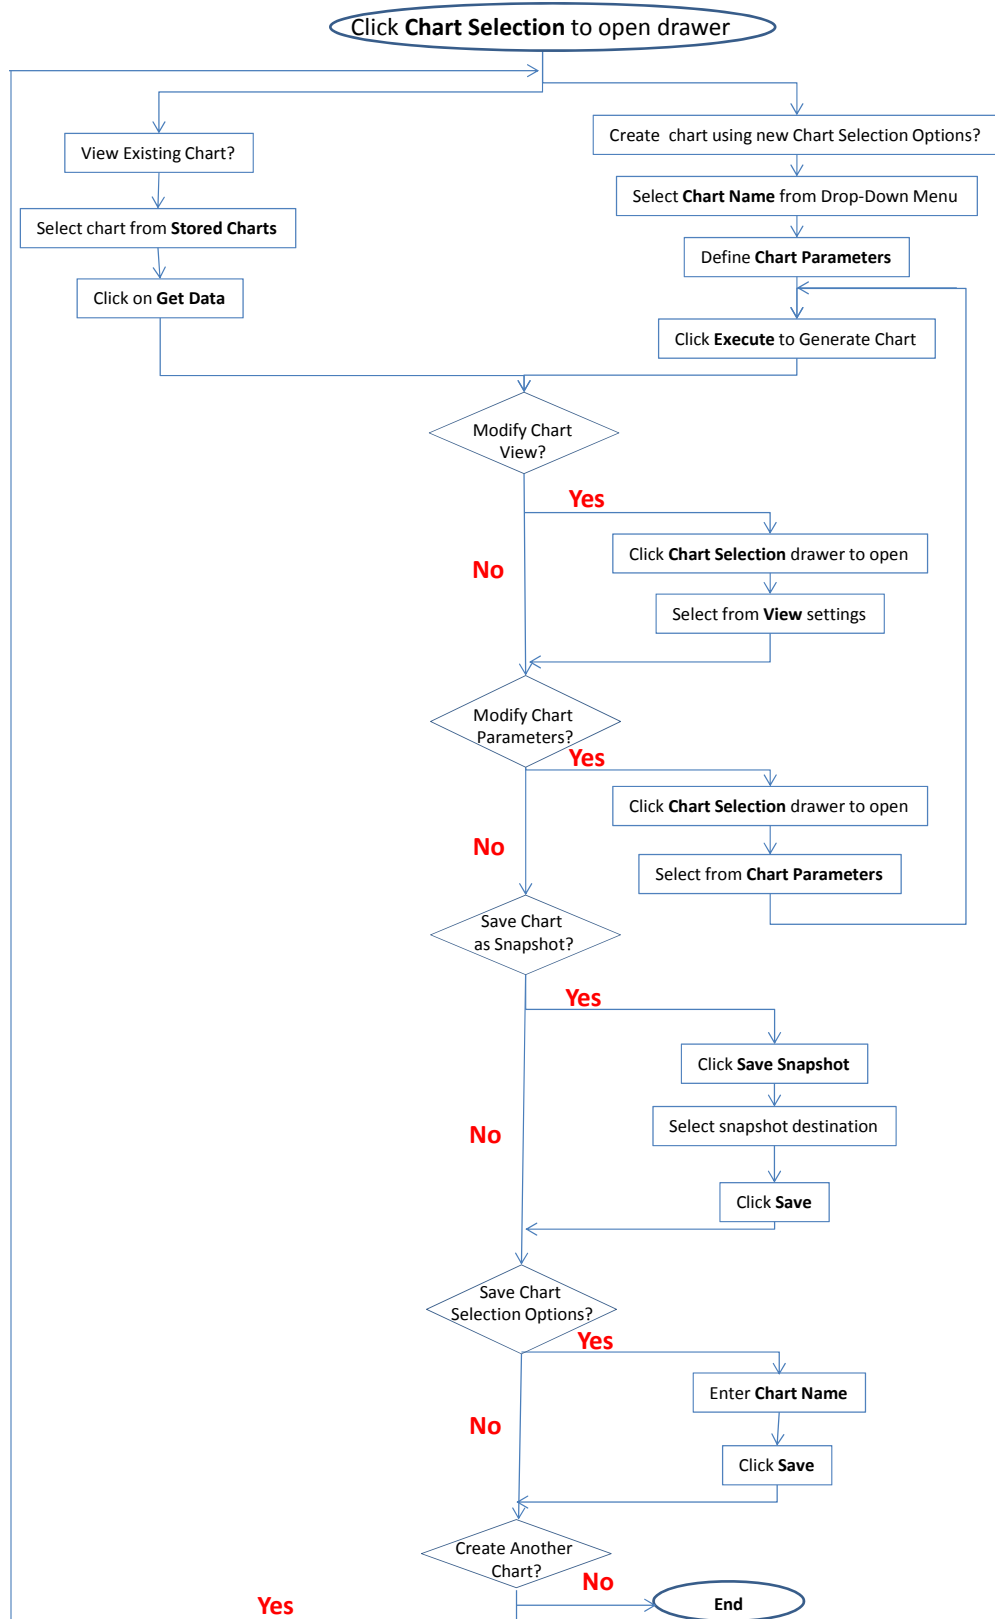 Click Chart Selection to open drawer
View Existing Chart?
Create chart using new Chart Selection Options?
Select chart from Stored Charts
Select Chart Name from Drop-Down Menu
Click on Get Data
Define Chart Parameters
Click Execute to Generate Chart
Modify Chart
View?
Yes
No
Click Chart Selection drawer to open
Select from View settings
Modify Chart
Parameters?
Yes
No
Click Chart Selection drawer to open
Select from Chart Parameters
Save Chart
as Snapshot?
Yes
No
Click Save Snapshot
Select snapshot destination
Click Save
Save Chart
Selection Options?
Yes
No
Enter Chart Name
Click Save
Create Another
Chart?
No
Yes
End